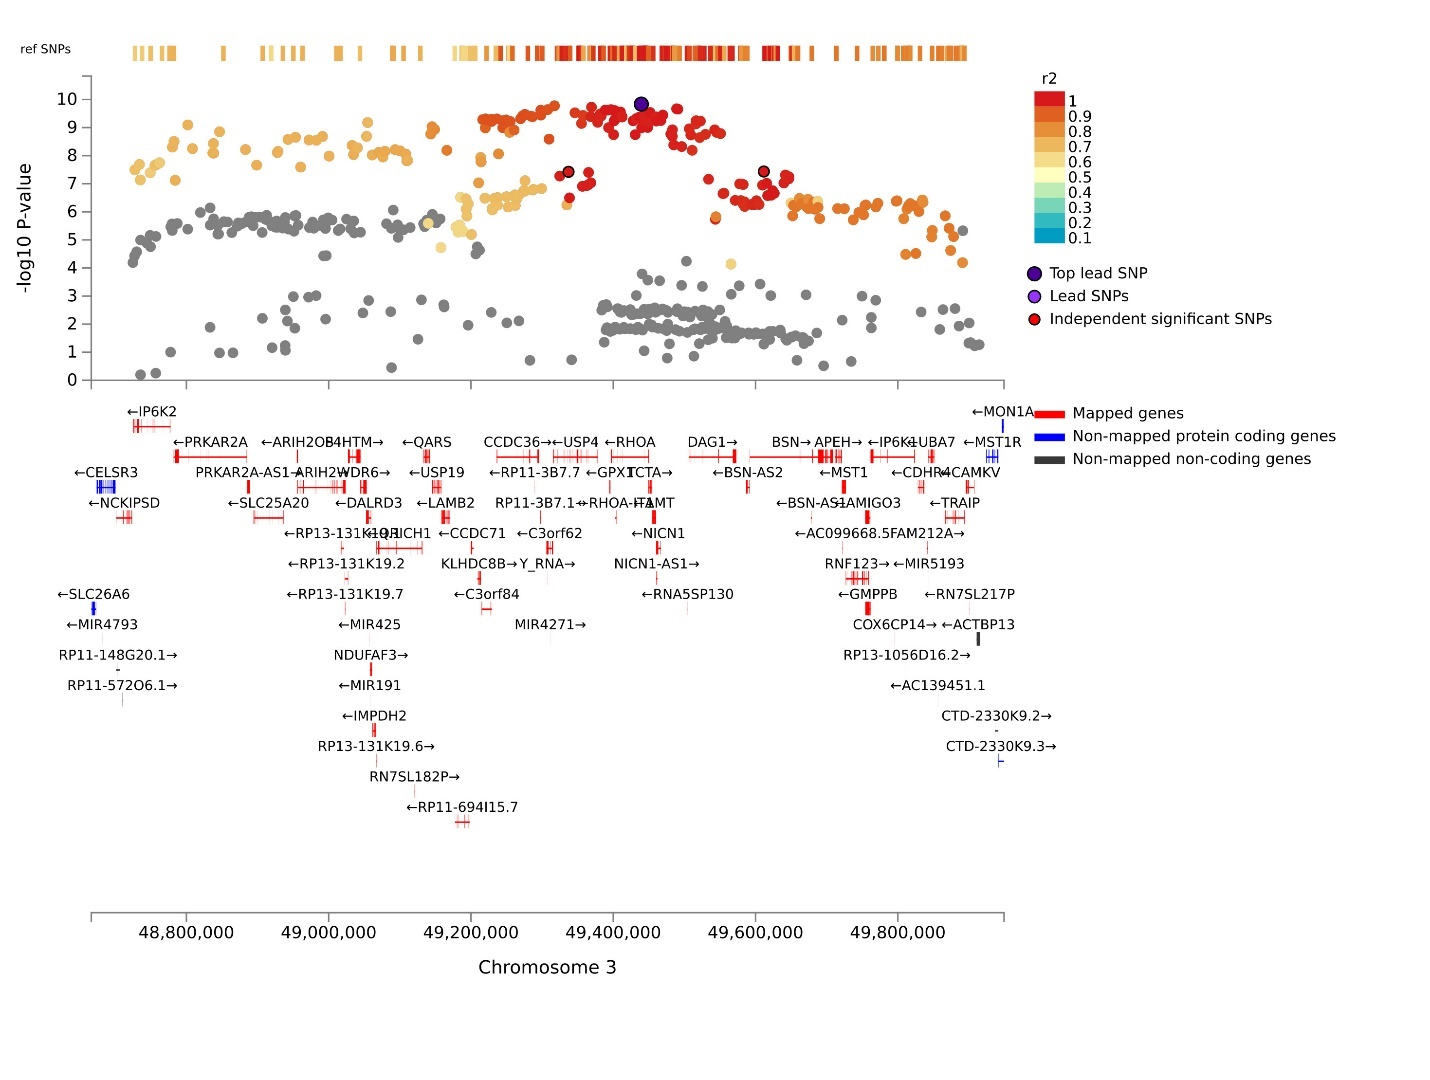 ref SNPs
r2
10
9
8
7
6
5
4
3
2
1
0
-log10 P-value
1
0.9
0.8
0.7
0.6
0.5
0.4
0.3
0.2
0.1
Top lead SNP
Lead SNPs
Independent significant SNPs
Mapped genes
Non-mapped protein coding genes
Non-mapped non-coding genes
←IP6K2 ←MON1A
←PRKAR2A ←ARIH2OS P4HTM→ ←QARS CCDC36→ ←USP4 ←RHOA DAG1→ BSN→ APEH→ ←IP6K1 ←UBA7 ←MST1R
←CELSR3 PRKAR2A-AS1→ ARIH2→ WDR6→ ←USP19 ←RP11-3B7.7 ←GPX1 TCTA→ ←BSN-AS2 ←MST1 ←CDHR4 ←CAMKV
←NCKIPSD ←SLC25A20 ←DALRD3 ←LAMB2 RP11-3B7.1→ ←RHOA-IT1 ←AMT ←BSN-AS1 ←AMIGO3 ←TRAIP
←RP13-131K19.1 ←QRICH1 ←CCDC71 ←C3orf62 ←NICN1 ←AC099668.5 FAM212A→
←RP13-131K19.2 KLHDC8B→ Y_RNA→ NICN1-AS1→ RNF123→ ←MIR5193
←SLC26A6 ←RP13-131K19.7 ←C3orf84 ←RNA5SP130 ←GMPPB ←RN7SL217P
←MIR4793 ←MIR425 MIR4271→ COX6CP14→ ←ACTBP13
RP11-148G20.1→ NDUFAF3→ RP13-1056D16.2→
RP11-572O6.1→ ←MIR191 ←AC139451.1
←IMPDH2 CTD-2330K9.2→
RP13-131K19.6→ CTD-2330K9.3→
RN7SL182P→
←RP11-694I15.7
48,800,000 49,000,000 49,200,000 49,400,000 49,600,000 49,800,000
Chromosome 3